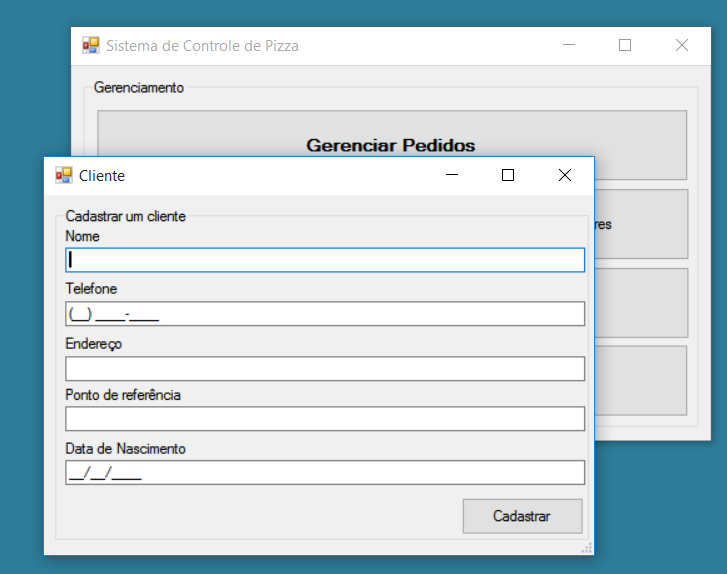 Sistema de Controle de Pizza
Gerenciamento
Gerenciar Pedidos
Cliente
Cadastrar um cliente
Nome
Telefone
(__) ____-____
Endereço
Ponto de referência
Data de Nascimento
__/__/____
Cadastrar